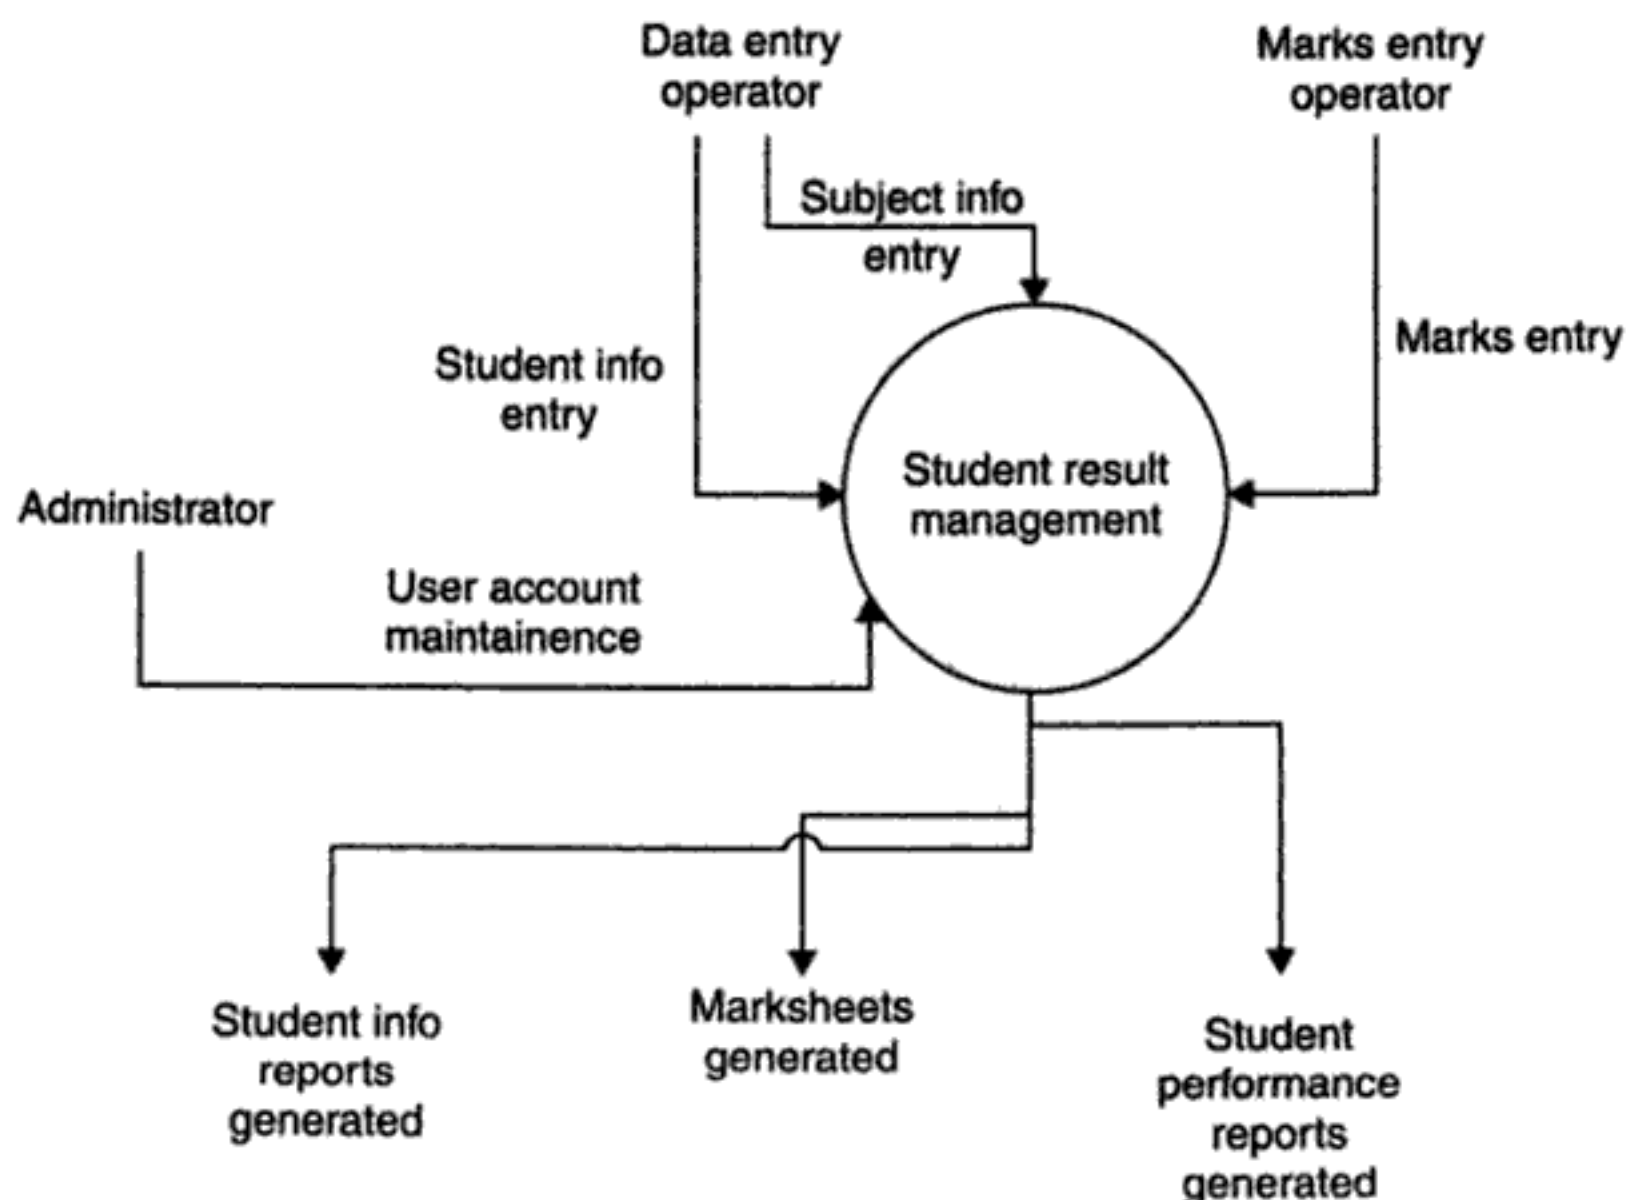 Data entry
operator
Marks entry
operator
Subject info
entry
Marks entry
Student info
entry
Student result
management
Administrator
User account
maintainence
Student info
reports
generated
Marksheets
generated
Student
performance
reports
generated